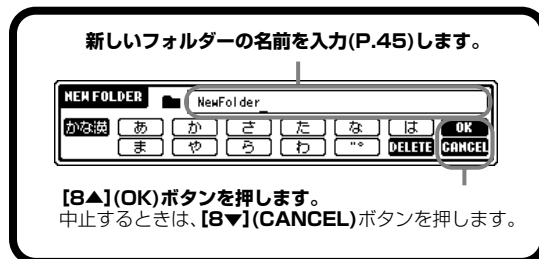 新しいフォルダーの名前を入力(P.45)します。
NEW FOLDER NewFolder_
かな漢 あ か さ た な は OK
ま や ら わ "° DELETE CANCEL
[8▲](OK)ボタンを押します。
中止するときは、[8▼](CANCEL)ボタンを押します。